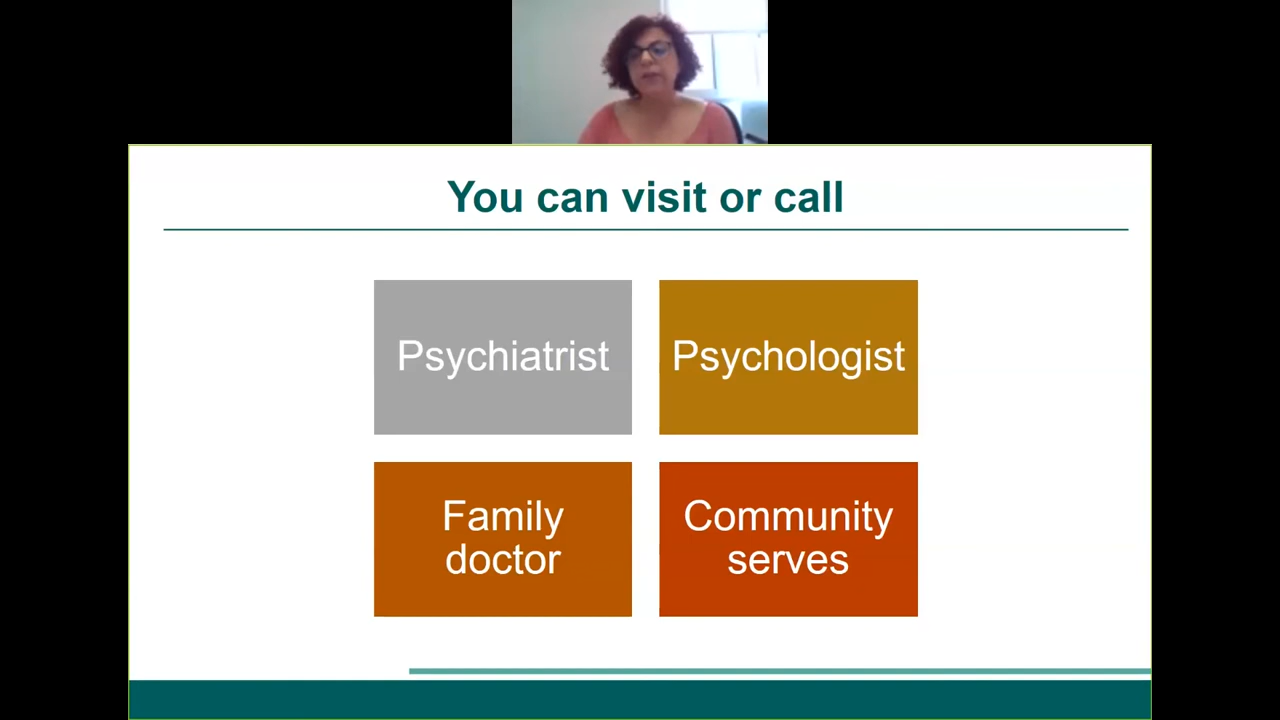 You can visit or call
Psychiatrist
Psychologist
Family
doctor
Community
serves